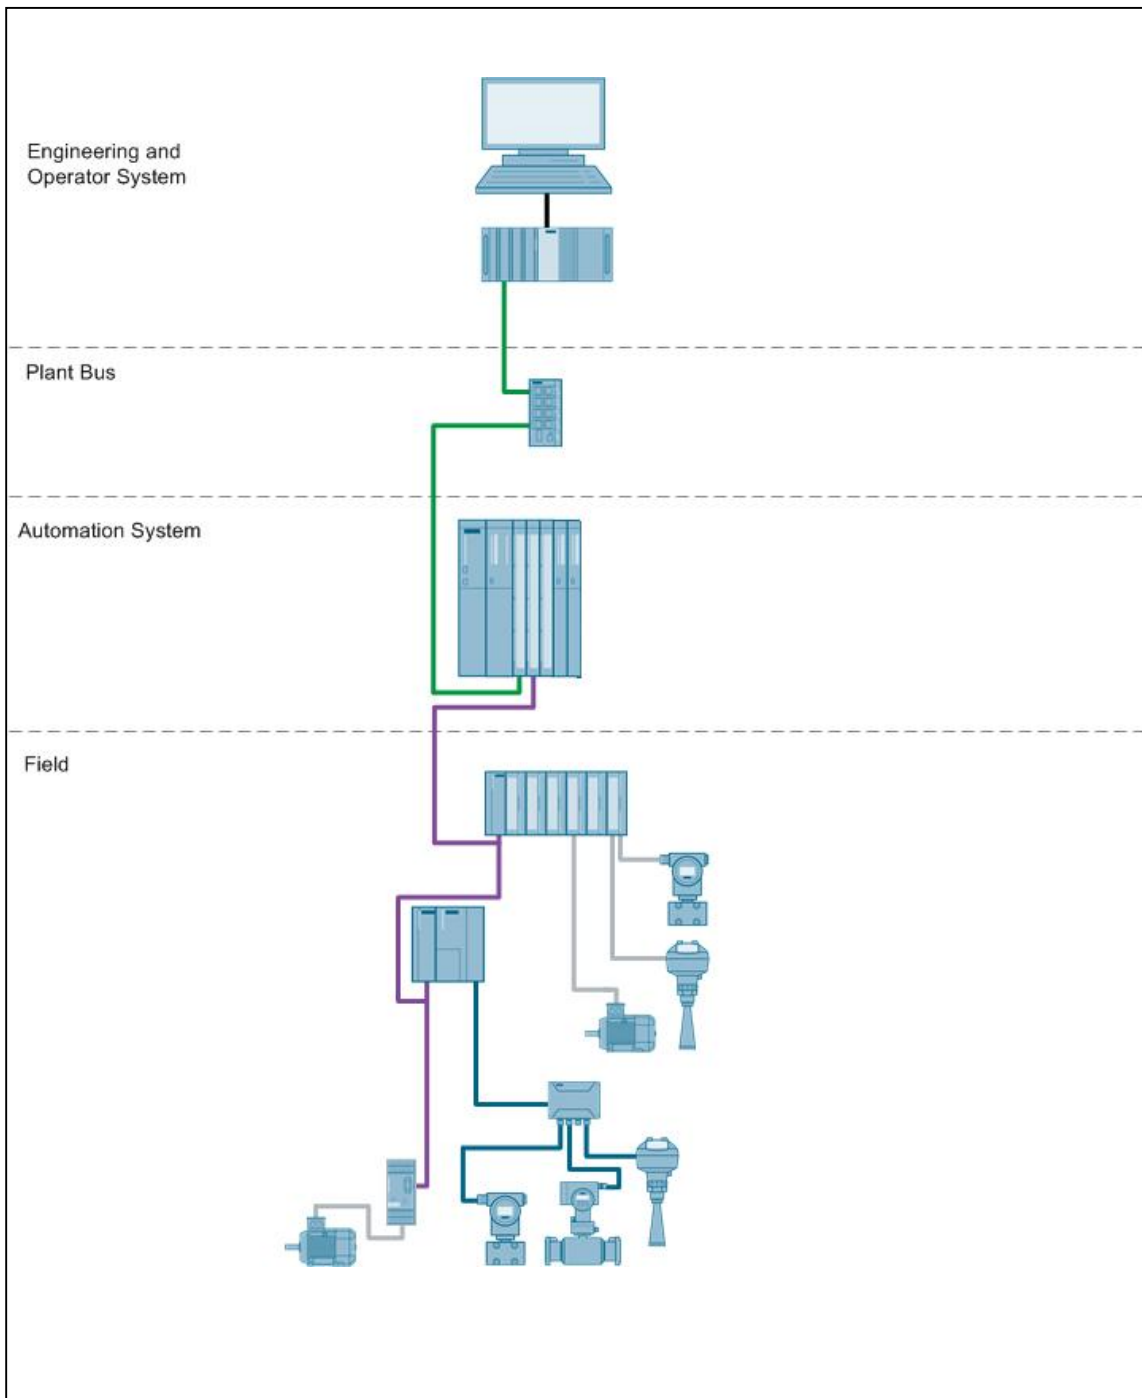 Engineering and
Operator System
Plant Bus
Automation System
Field